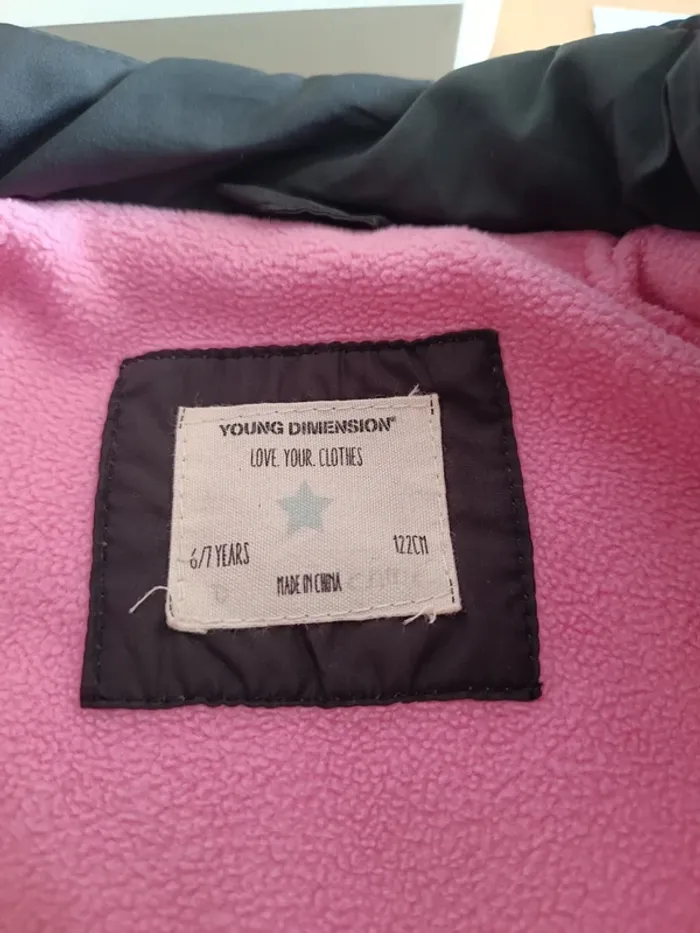 YOUNG DIMENSION®
LOVE. YOUR. CLOTHES
6/7 YEARS
122CM
MADE IN CHINA